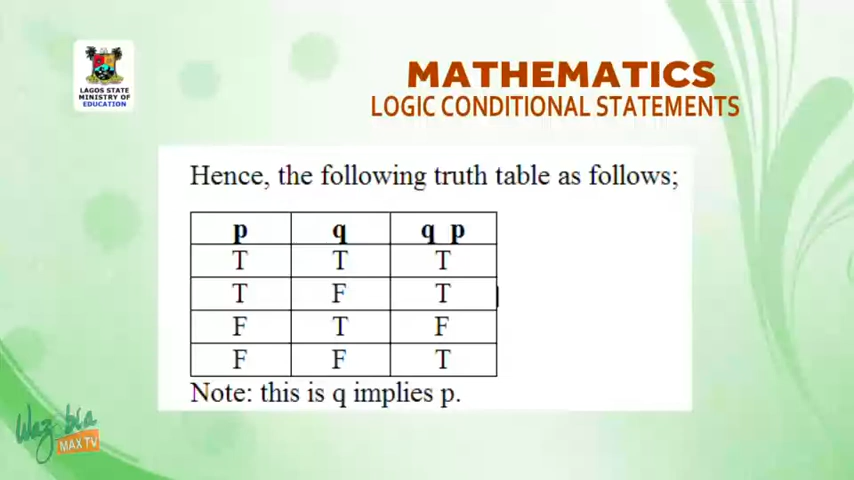 LAGOS STATE
MINISTRY OF
EDUCATION
MATHEMATICS
LOGIC CONDITIONAL STATEMENTS
Hence, the following truth table as follows;
p q q p
T T T
T F T
F T F
F F T
Note: this is q implies p.
MAX TV